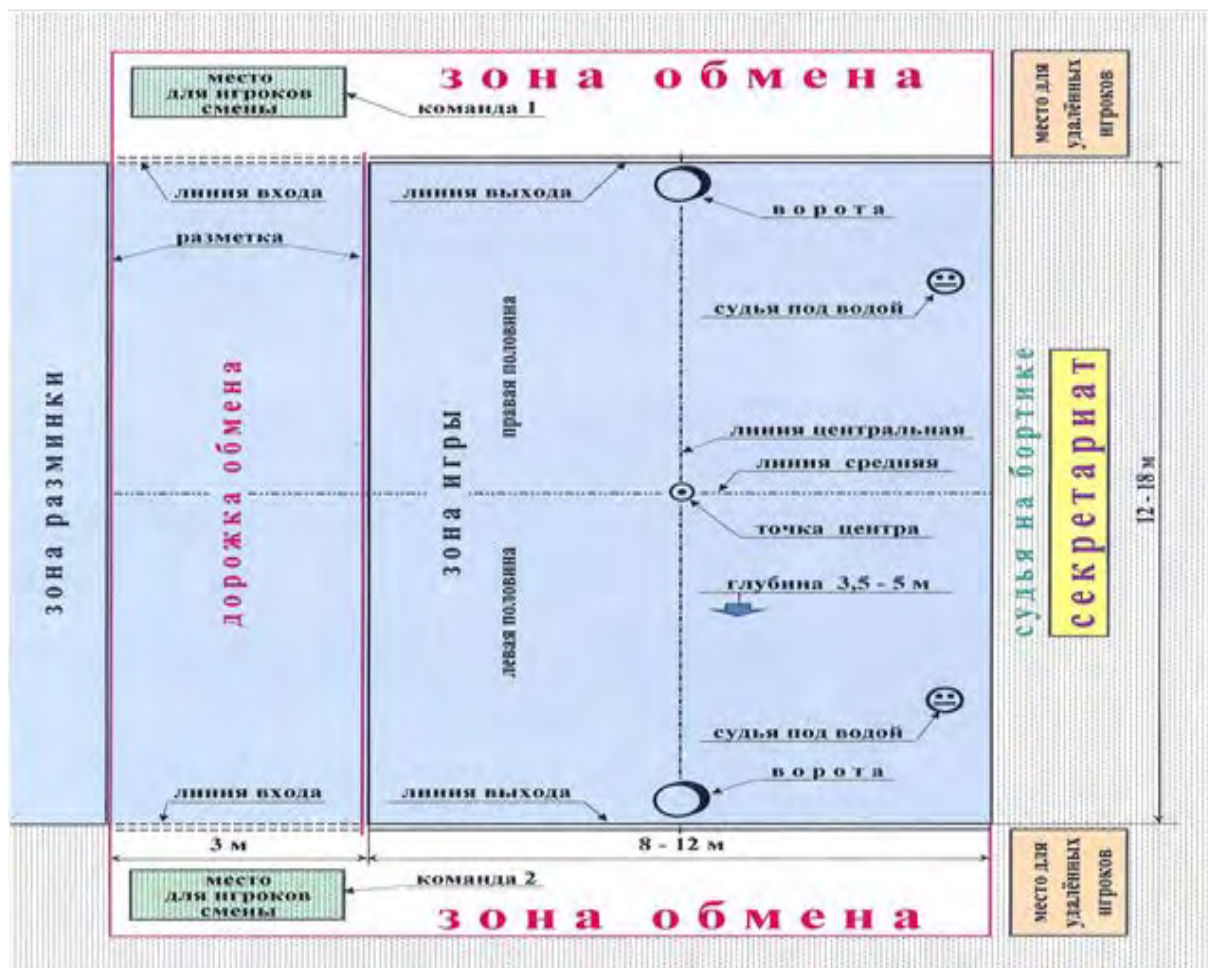 зона обмена
место
для игроков
смены
команда 1
место для
удалённых
игроков
линия входа
линия выхода
ворота
разметка
судья под водой
зона разминки
дорожка обмена
зона игры
правая половина
левая половина
линия центральная
линия средняя
точка центра
глубина 3,5 - 5 м
судья на бортике
секретариат
12 - 18 м
судья под водой
ворота
линия входа
линия выхода
3 м
8 - 12 м
место
для игроков
смены
команда 2
зона обмена
место для
удалённых
игроков